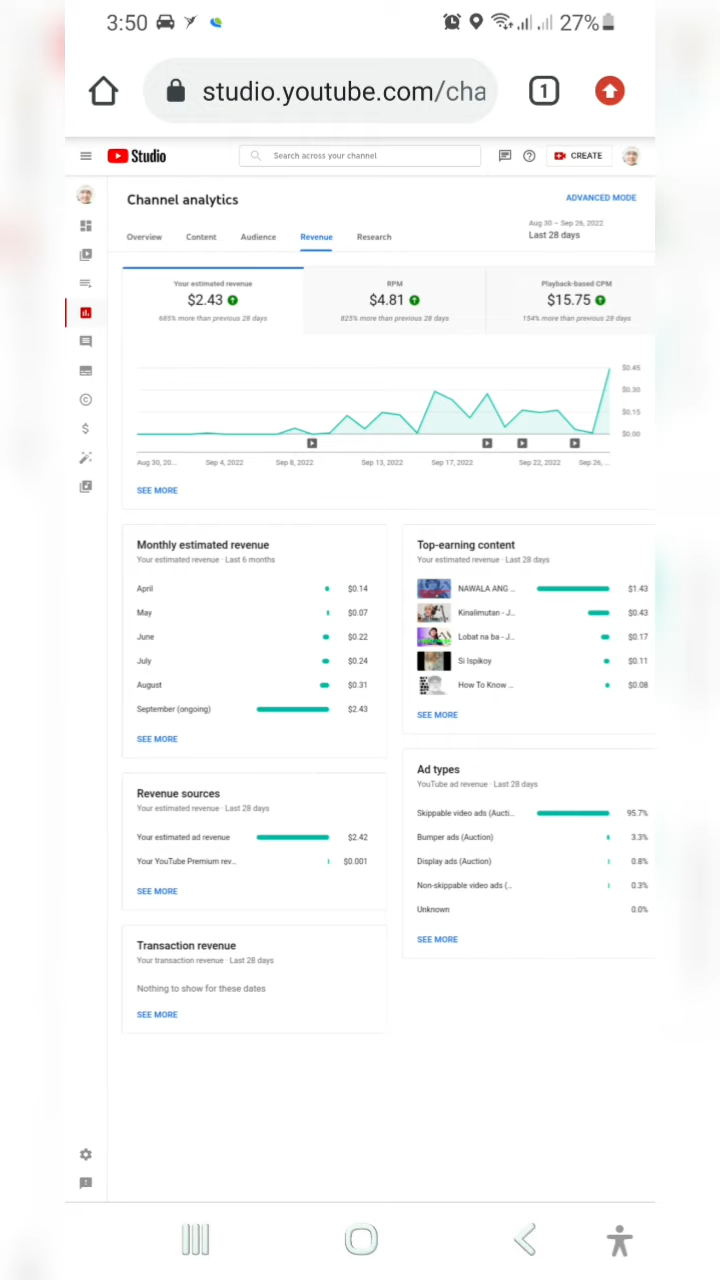 3:50
27%
studio.youtube.com/cha
1
Studio
Search across your channel
CREATE
Channel analytics
ADVANCED MODE
Overview
Content
Audience
Revenue
Research
Aug 30 – Sep 26, 2022
Last 28 days
Your estimated revenue
$2.43
685% more than previous 28 days
RPM
$4.81
825% more than previous 28 days
Playback-based CPM
$15.75
154% more than previous 28 days
$0.45
$0.30
$0.15
$0.00
Aug 30, 20...
Sep 4, 2022
Sep 8, 2022
Sep 13, 2022
Sep 17, 2022
Sep 22, 2022
Sep 26, ...
SEE MORE
Monthly estimated revenue
Your estimated revenue · Last 6 months
April $0.14
May $0.07
June $0.22
July $0.24
August $0.31
September (ongoing) $2.43
SEE MORE
Top-earning content
Your estimated revenue · Last 28 days
NAWALA ANG ... $1.43
Kinalimutan - J... $0.43
Lobat na ba - J... $0.17
Si Ispikoy $0.11
How To Know ... $0.08
SEE MORE
Revenue sources
Your estimated revenue · Last 28 days
Your estimated ad revenue $2.42
Your YouTube Premium rev... $0.001
SEE MORE
Ad types
YouTube ad revenue · Last 28 days
Skippable video ads (Aucti... 95.7%
Bumper ads (Auction) 3.3%
Display ads (Auction) 0.8%
Non-skippable video ads (.. 0.3%
Unknown 0.0%
SEE MORE
Transaction revenue
Your transaction revenue · Last 28 days
Nothing to show for these dates
SEE MORE